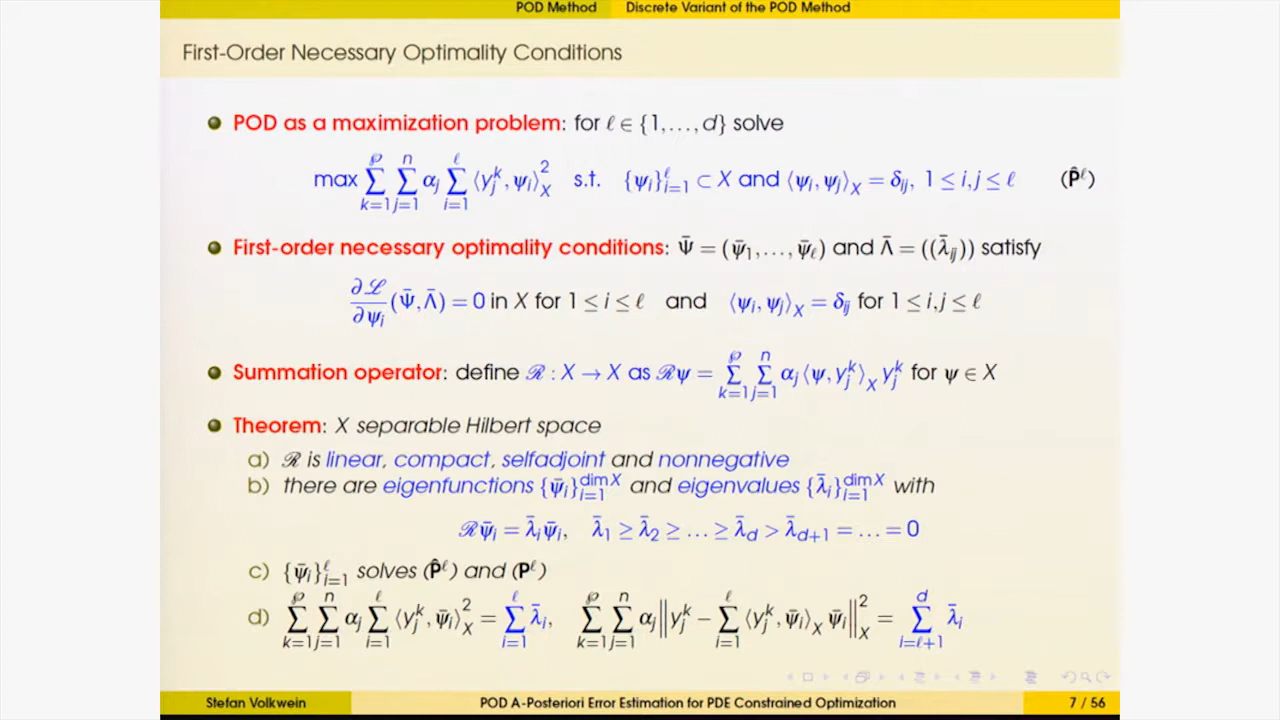 POD Method    Discrete Variant of the POD Method
First-Order Necessary Optimality Conditions
POD as a maximization problem: for ℓ ∈ {1,…,d} solve
max ∑_{k=1}^{℘} ∑_{j=1}^{n} α_j ∑_{i=1}^{ℓ} ⟨y_j^k, ψ_i⟩_X^2  s.t.  {ψ_i}_{i=1}^{ℓ} ⊂ X and ⟨ψ_i, ψ_j⟩_X = δ_{ij}, 1 ≤ i,j ≤ ℓ    (P̂^ℓ)
First-order necessary optimality conditions: Ψ̄ = (ψ̄_1,…,ψ̄_ℓ) and Λ̄ = ((λ̄_{ij})) satisfy
∂ℒ/∂ψ_i (Ψ̄,Λ̄) = 0 in X for 1 ≤ i ≤ ℓ  and  ⟨ψ_i, ψ_j⟩_X = δ_{ij} for 1 ≤ i,j ≤ ℓ
Summation operator: define ℛ : X → X as ℛψ = ∑_{k=1}^{℘} ∑_{j=1}^{n} α_j ⟨ψ, y_j^k⟩_X y_j^k for ψ ∈ X
Theorem: X separable Hilbert space
a) ℛ is linear, compact, selfadjoint and nonnegative
b) there are eigenfunctions {ψ̄_i}_{i=1}^{dim X} and eigenvalues {λ̄_i}_{i=1}^{dim X} with
ℛψ̄_i = λ̄_iψ̄_i,  λ̄_1 ≥ λ̄_2 ≥ … ≥ λ̄_d > λ̄_{d+1} = … = 0
c) {ψ̄_i}_{i=1}^{ℓ} solves (P̂^ℓ) and (P^ℓ)
d) ∑_{k=1}^{℘} ∑_{j=1}^{n} α_j ∑_{i=1}^{ℓ} ⟨y_j^k, ψ̄_i⟩_X^2 = ∑_{i=1}^{ℓ} λ̄_i,  ∑_{k=1}^{℘} ∑_{j=1}^{n} α_j ‖y_j^k − ∑_{i=1}^{ℓ} ⟨y_j^k, ψ̄_i⟩_X ψ̄_i‖_X^2 = ∑_{i=ℓ+1}^{d} λ̄_i
Stefan Volkwein    POD A-Posteriori Error Estimation for PDE Constrained Optimization    7 / 56